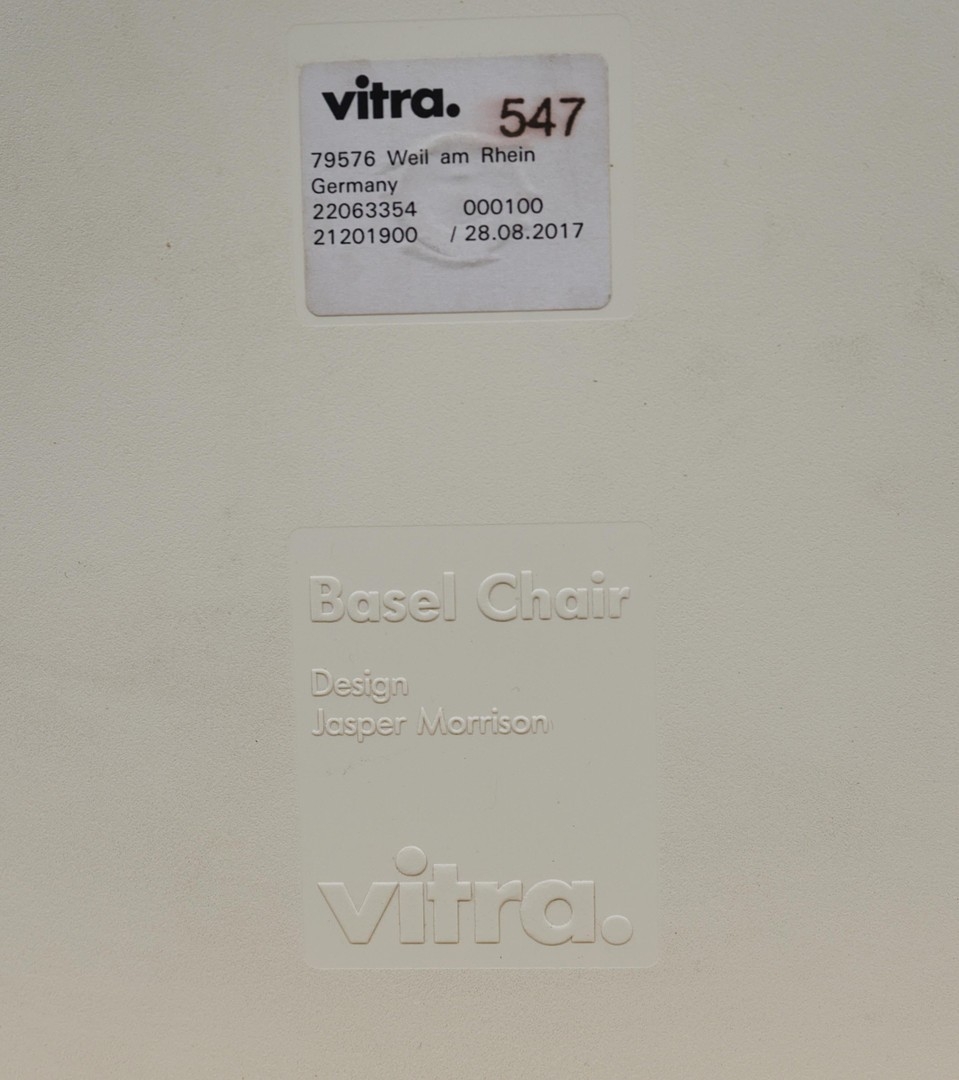 vitra. 547
79576 Weil am Rhein
Germany
22063354 000100
21201900 / 28.08.2017
Basel Chair
Design
Jasper Morrison
vitra.